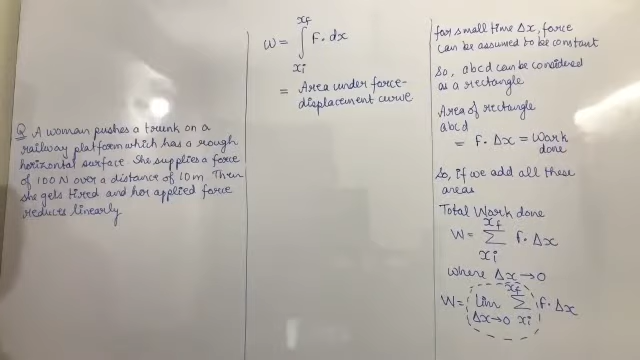 Q A woman pushes a trunk on a
railway platform which has a rough
horizontal surface. She supplies a force
of 100N over a distance of 10m. Then
she gets tired and her applied force
reduces linearly
xf
W = ∫ F. dx
xi
= Area under force-
displacement curve
for small time Δx, force
can be assumed to be constant
So, abcd can be considered
as a rectangle
Area of rectangle
abcd
= F. Δx = Work
done
So, if we add all these
areas
Total Work done
xf
W = Σ F. Δx
xi
where Δx → 0
xf
W = lim Σ F. Δx
Δx→0 xi